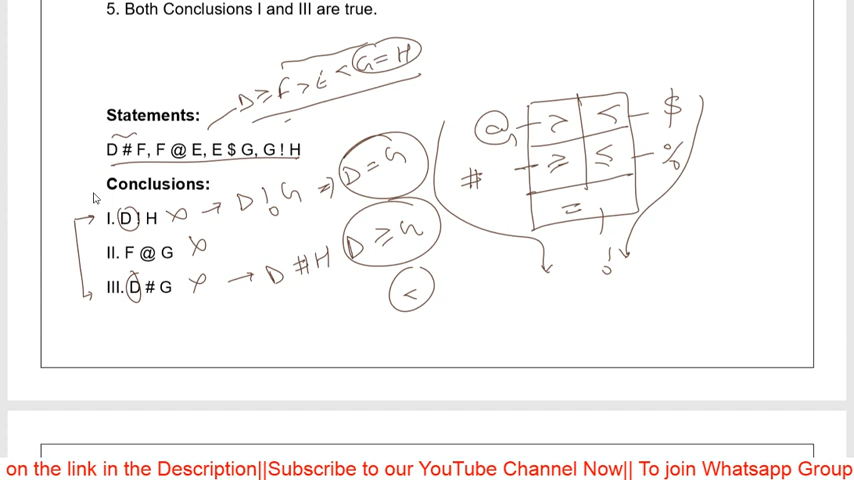 5. Both Conclusions I and III are true.
D ≥ F > E < G = H
Statements:
D # F, F @ E, E $ G, G ! H
Conclusions:
I. D ! H × → D ! G ⇒ D = G
II. F @ G ×
III. D # G × → D # H D ≥ G
<
@ > < $
# ≥ ≤ %
=
!
on the link in the Description||Subscribe to our YouTube Channel Now|| To join Whatsapp Group